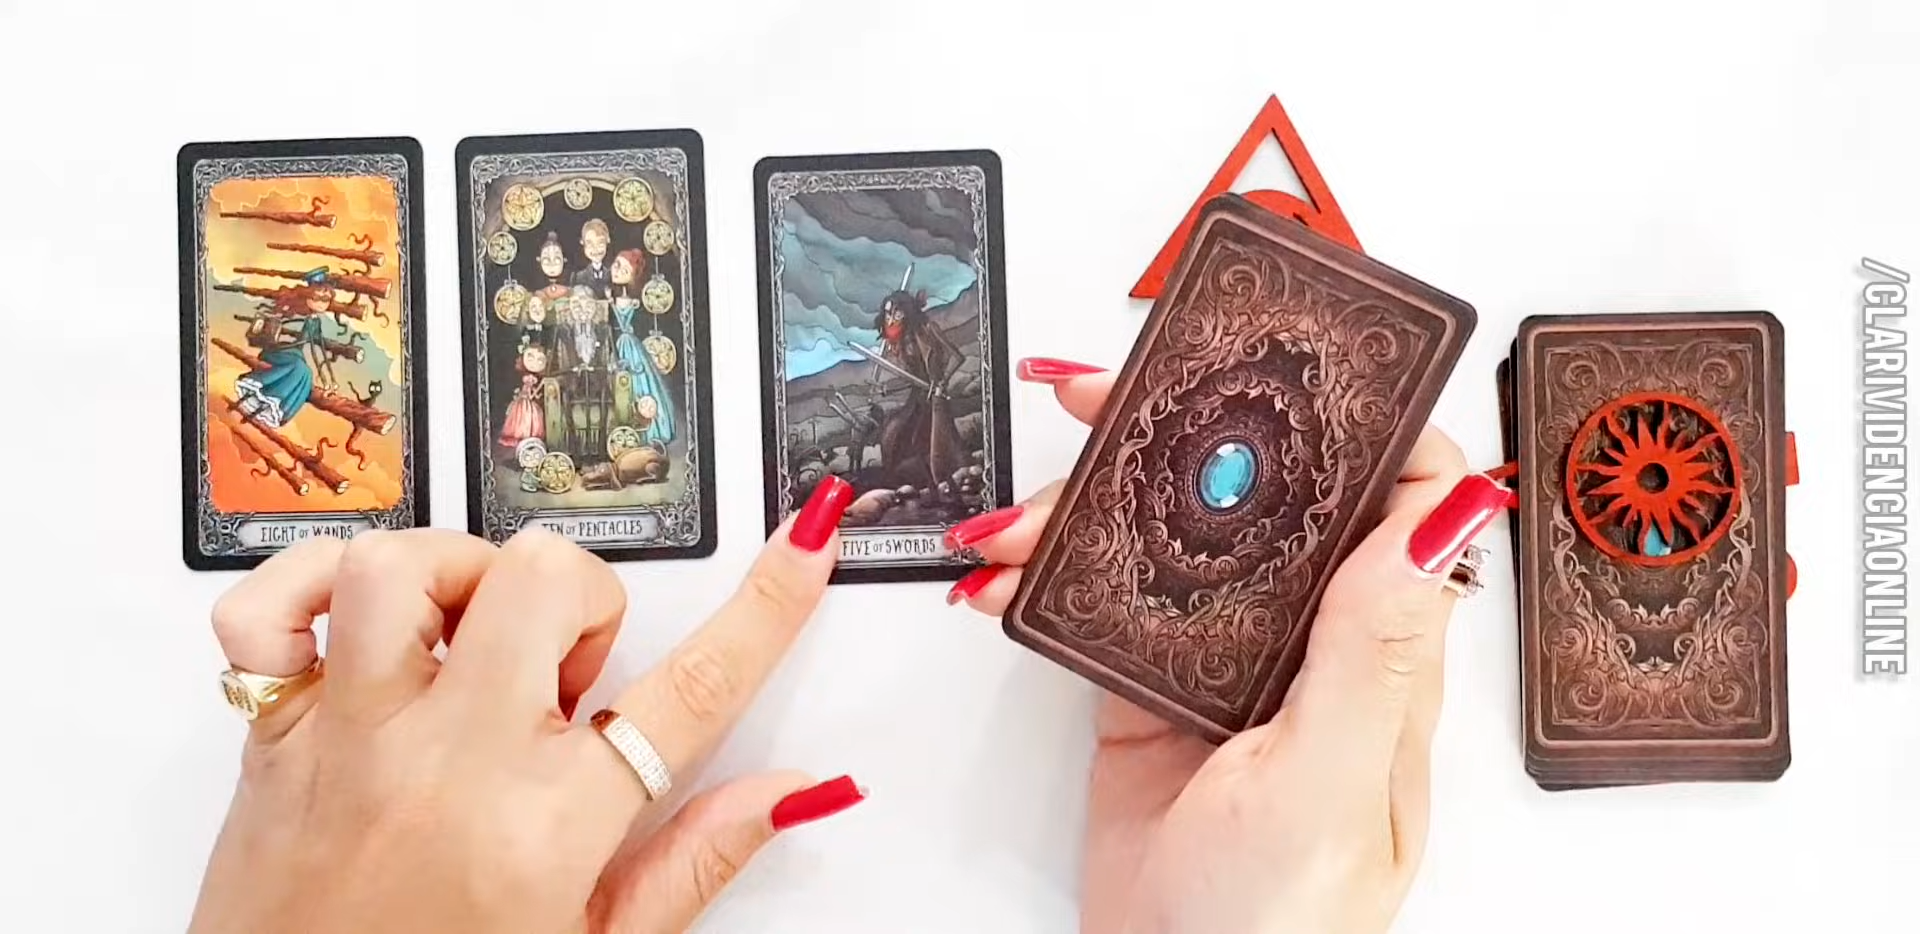 EIGHT OF WANDS
TEN OF PENTACLES
FIVE OF SWORDS
/CLARIVIDENCIAONLINE